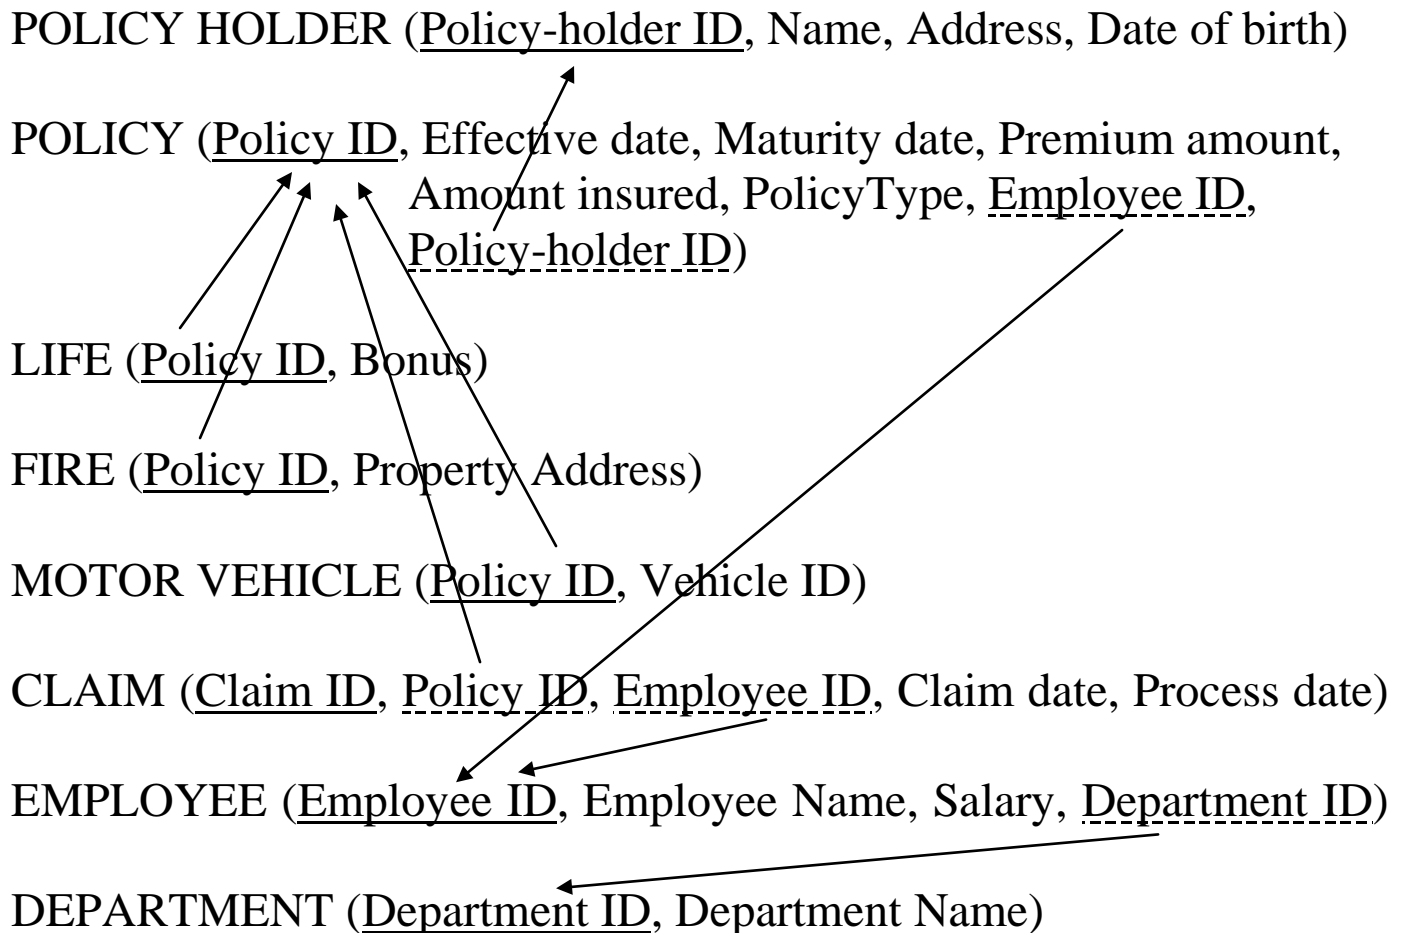 POLICY HOLDER (Policy-holder ID, Name, Address, Date of birth)
POLICY (Policy ID, Effective date, Maturity date, Premium amount,
Amount insured, PolicyType, Employee ID,
Policy-holder ID)
LIFE (Policy ID, Bonus)
FIRE (Policy ID, Property Address)
MOTOR VEHICLE (Policy ID, Vehicle ID)
CLAIM (Claim ID, Policy ID, Employee ID, Claim date, Process date)
EMPLOYEE (Employee ID, Employee Name, Salary, Department ID)
DEPARTMENT (Department ID, Department Name)